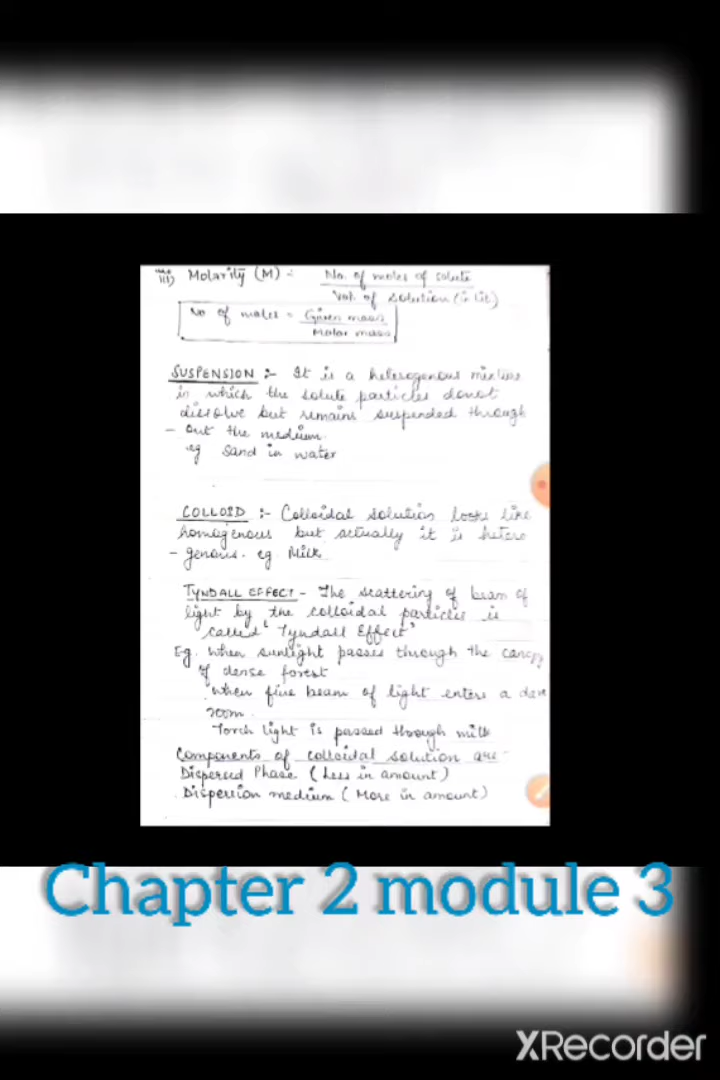 iii) Molarity (M) :- No. of moles of solute
Vol. of solution (in lit)
No of moles = Given mass
Molar mass
SUSPENSION :- It is a heterogenous mixture
in which the solute particles donot
dissolve but remains suspended through
- out the medium.
eg Sand in water
COLLOID :- Colloidal solution looks like
homogenous but actually it is hetero
- genous. eg. Milk
TYNDALL EFFECT - The scattering of beam of
light by the colloidal particles is
called 'Tyndall Effect'
Eg. When sunlight passes through the canopy
of dense forest
When fine beam of light enters a dark
room.
Torch light is passed through milk
Components of colloidal solution are -
Dispersed Phase (Less in amount)
Dispersion medium (More in amount)
Chapter 2 module 3
XRecorder